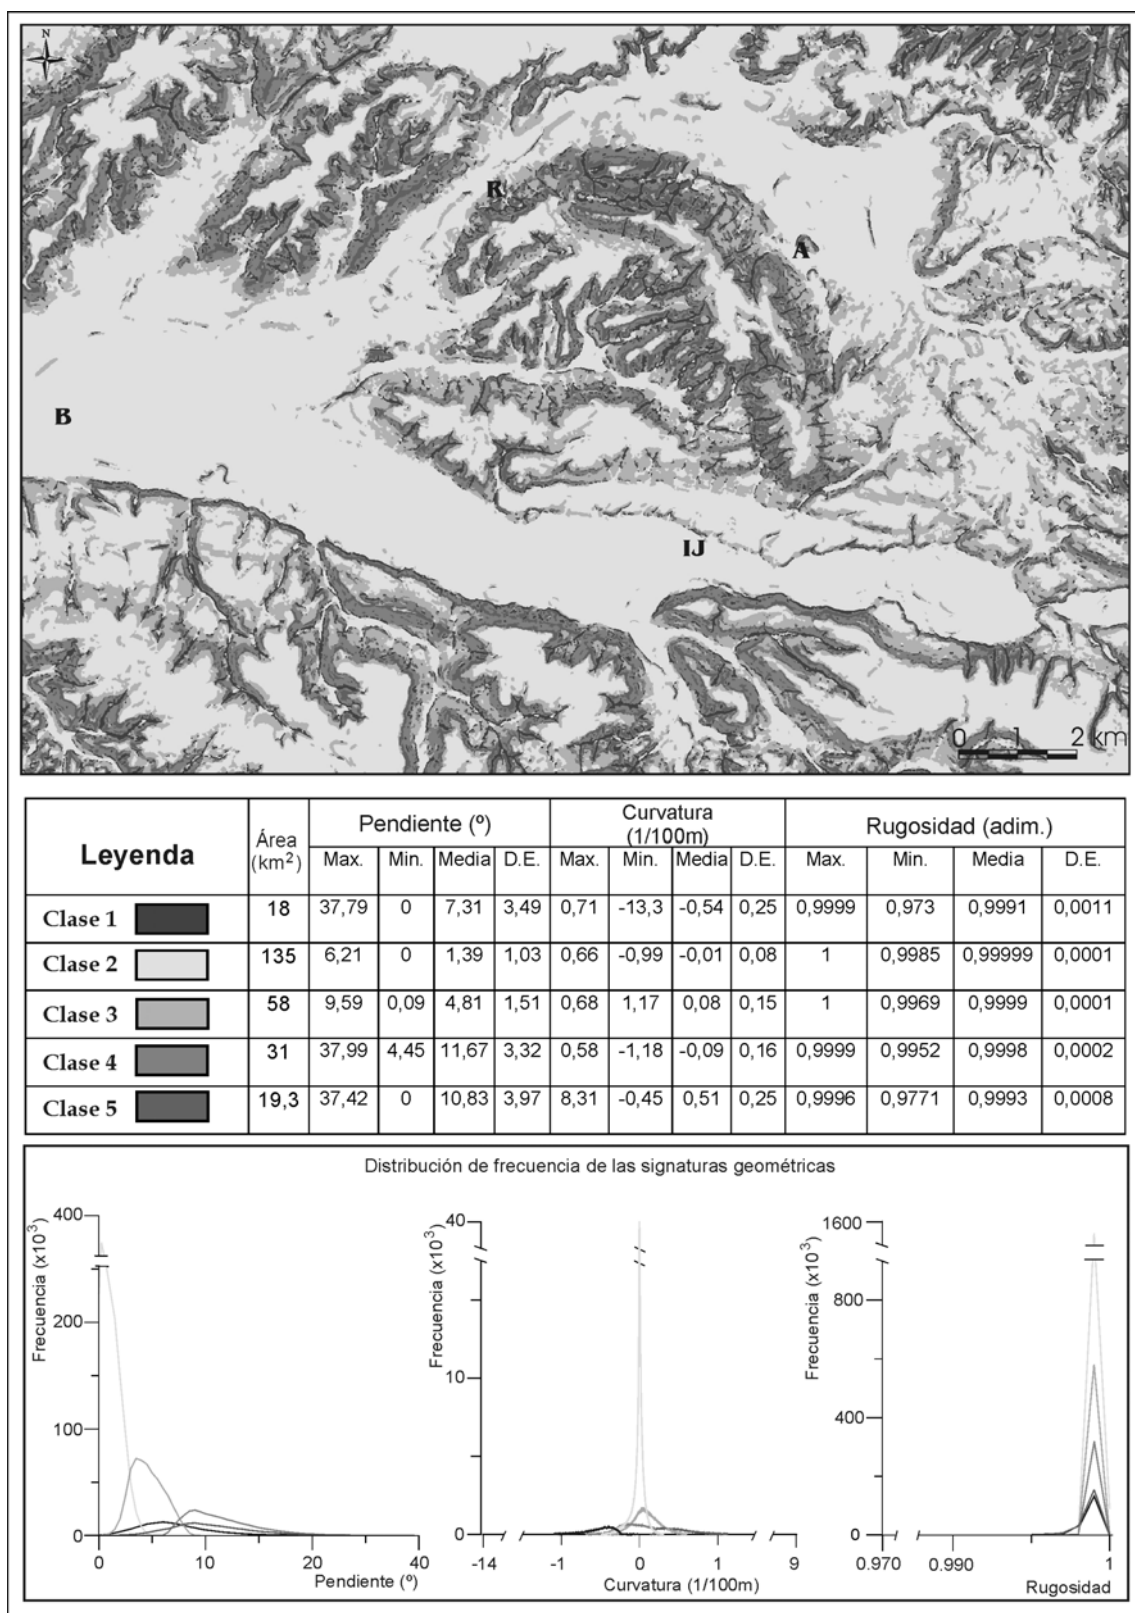 N
R
A
B
IJ
0 1 2 km
Leyenda
Área (km²)
Pendiente (º)
Curvatura (1/100m)
Rugosidad (adim.)
Max. Min. Media D.E. Max. Min. Media D.E. Max. Min. Media D.E.
Clase 1 18 37,79 0 7,31 3,49 0,71 -13,3 -0,54 0,25 0,9999 0,973 0,9991 0,0011
Clase 2 135 6,21 0 1,39 1,03 0,66 -0,99 -0,01 0,08 1 0,9985 0,99999 0,0001
Clase 3 58 9,59 0,09 4,81 1,51 0,68 1,17 0,08 0,15 1 0,9969 0,9999 0,0001
Clase 4 31 37,99 4,45 11,67 3,32 0,58 -1,18 -0,09 0,16 0,9999 0,9952 0,9998 0,0002
Clase 5 19,3 37,42 0 10,83 3,97 8,31 -0,45 0,51 0,25 0,9996 0,9771 0,9993 0,0008
Distribución de frecuencia de las signaturas geométricas
Frecuencia (x10³)
400
200
100
0
0 10 20 40
Pendiente (º)
Frecuencia (x10³)
40
10
0
-14 -1 0 1 9
Curvatura (1/100m)
Frecuencia (x10³)
1600
800
400
0
0.970 0.990 1
Rugosidad